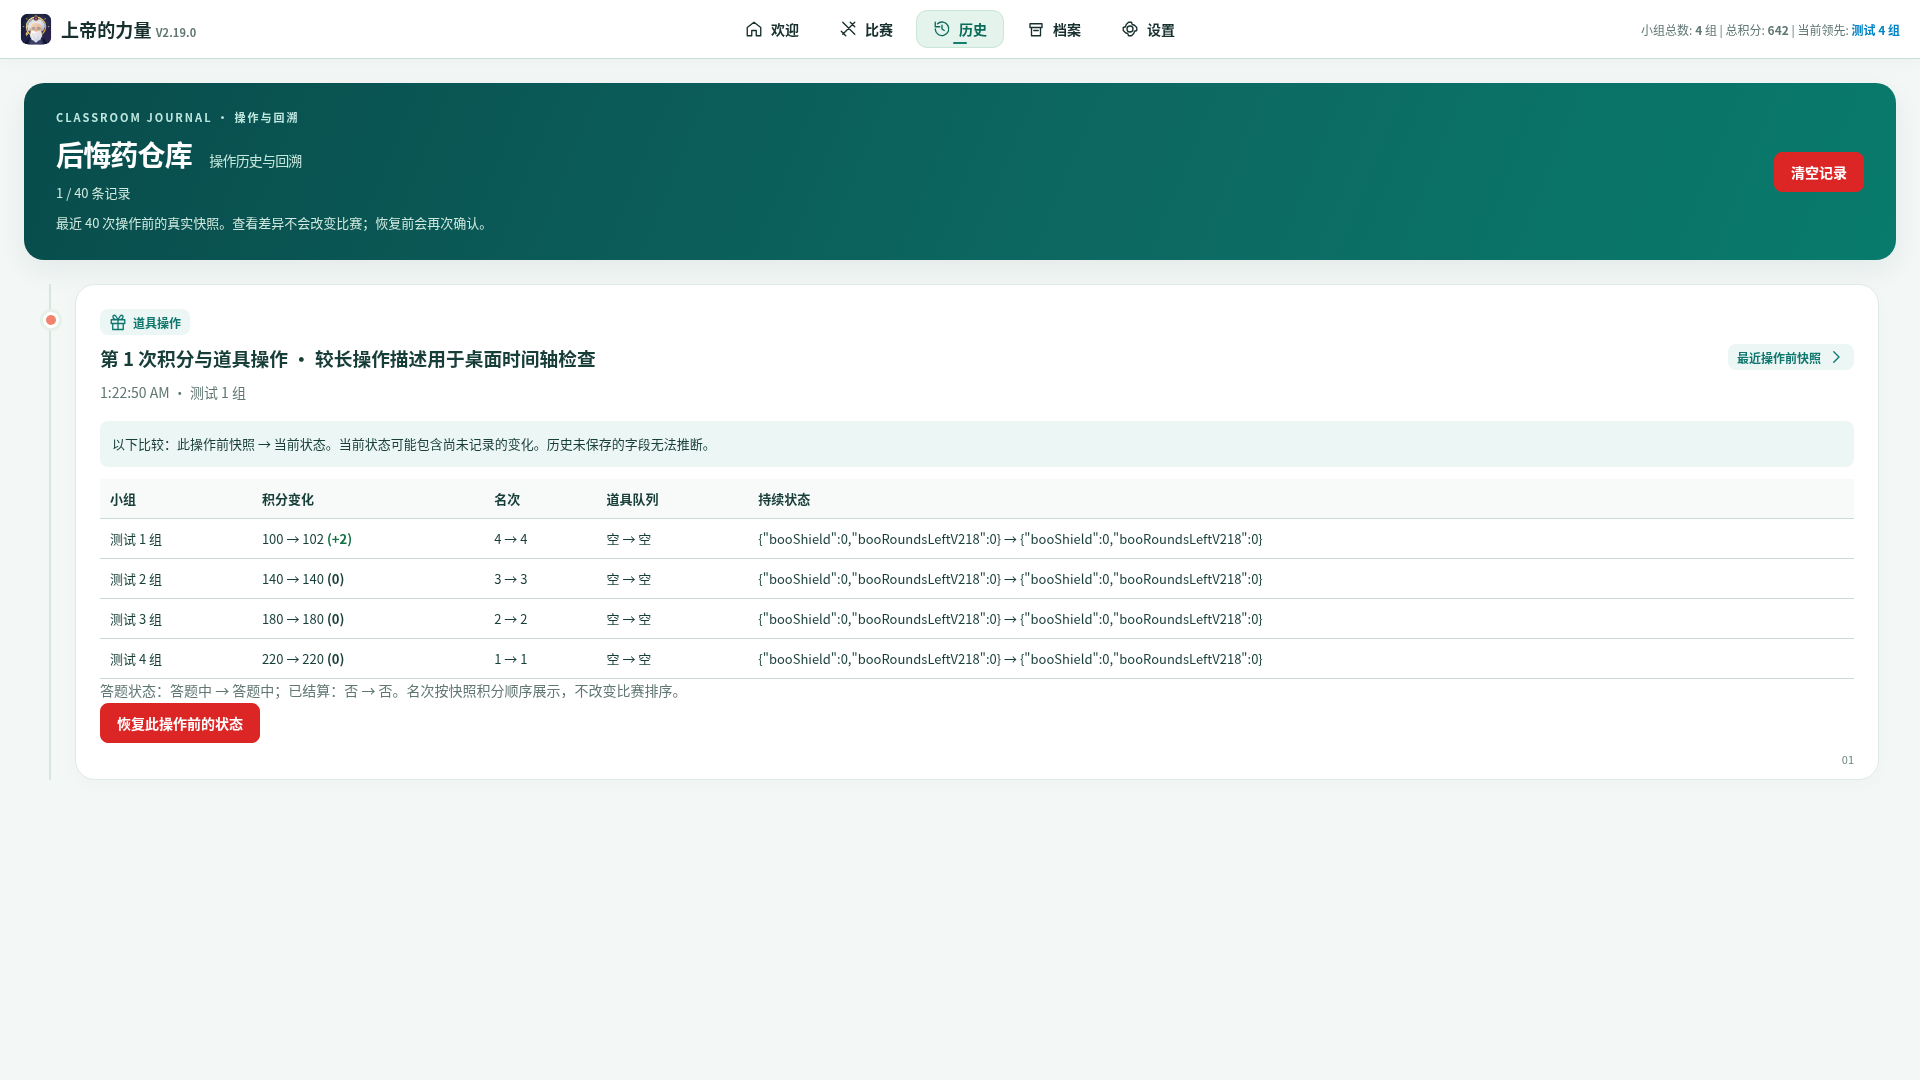 上帝的力量 V2.19.0
欢迎
比赛
历史
档案
设置
小组总数: 4 组 | 总积分: 642 | 当前领先: 测试 4 组
CLASSROOM JOURNAL · 操作与回溯
后悔药仓库 操作历史与回溯
1 / 40 条记录
最近 40 次操作前的真实快照。查看差异不会改变比赛；恢复前会再次确认。
清空记录
道具操作
第 1 次积分与道具操作 · 较长操作描述用于桌面时间轴检查
最近操作前快照
1:22:50 AM · 测试 1 组
以下比较：此操作前快照 → 当前状态。当前状态可能包含尚未记录的变化。历史未保存的字段无法推断。
小组 积分变化 名次 道具队列 持续状态
测试 1 组 100 → 102 (+2) 4 → 4 空 → 空 {"booShield":0,"booRoundsLeftV218":0} → {"booShield":0,"booRoundsLeftV218":0}
测试 2 组 140 → 140 (0) 3 → 3 空 → 空 {"booShield":0,"booRoundsLeftV218":0} → {"booShield":0,"booRoundsLeftV218":0}
测试 3 组 180 → 180 (0) 2 → 2 空 → 空 {"booShield":0,"booRoundsLeftV218":0} → {"booShield":0,"booRoundsLeftV218":0}
测试 4 组 220 → 220 (0) 1 → 1 空 → 空 {"booShield":0,"booRoundsLeftV218":0} → {"booShield":0,"booRoundsLeftV218":0}
答题状态：答题中 → 答题中；已结算：否 → 否。名次按快照积分顺序展示，不改变比赛排序。
恢复此操作前的状态
01